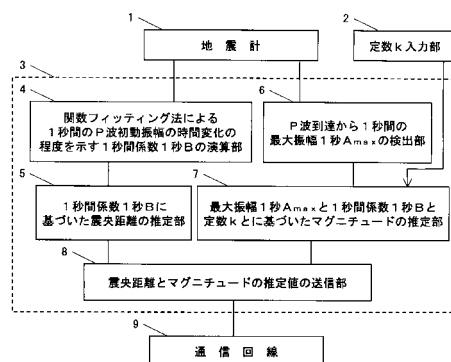 1
地 震 計
2
定数k入力部
3
4
関数フィッティング法による
1秒間のP波初動振幅の時間変化の
程度を示す1秒間係数1秒Bの演算部
6
P波到達から1秒間の
最大振幅1秒Amaxの検出部
5
1秒間係数1秒Bに
基づいた震央距離の推定部
7
最大振幅1秒Amaxと1秒間係数1秒Bと
定数kとに基づいたマグニチュードの推定部
8
震央距離とマグニチュードの推定値の送信部
9
通 信 回 線